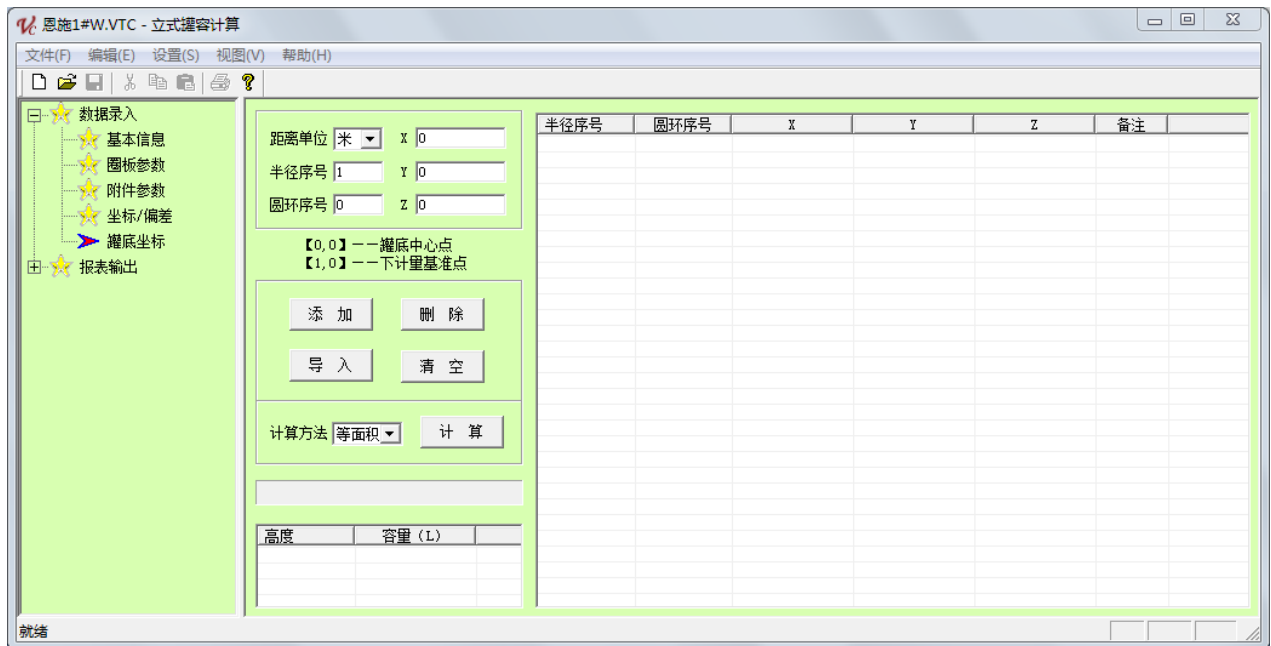 恩施1#W.VTC - 立式罐容计算
文件(F) 编辑(E) 设置(S) 视图(V) 帮助(H)
数据录入
基本信息
圈板参数
附件参数
坐标/偏差
罐底坐标
报表输出
距离单位 米 X 0
半径序号 1 Y 0
圆环序号 0 Z 0
【0,0】——罐底中心点
【1,0】——下计量基准点
添 加 删 除
导 入 清 空
计算方法 等面积 计 算
高度 容量（L）
半径序号 圆环序号 X Y Z 备注
就绪